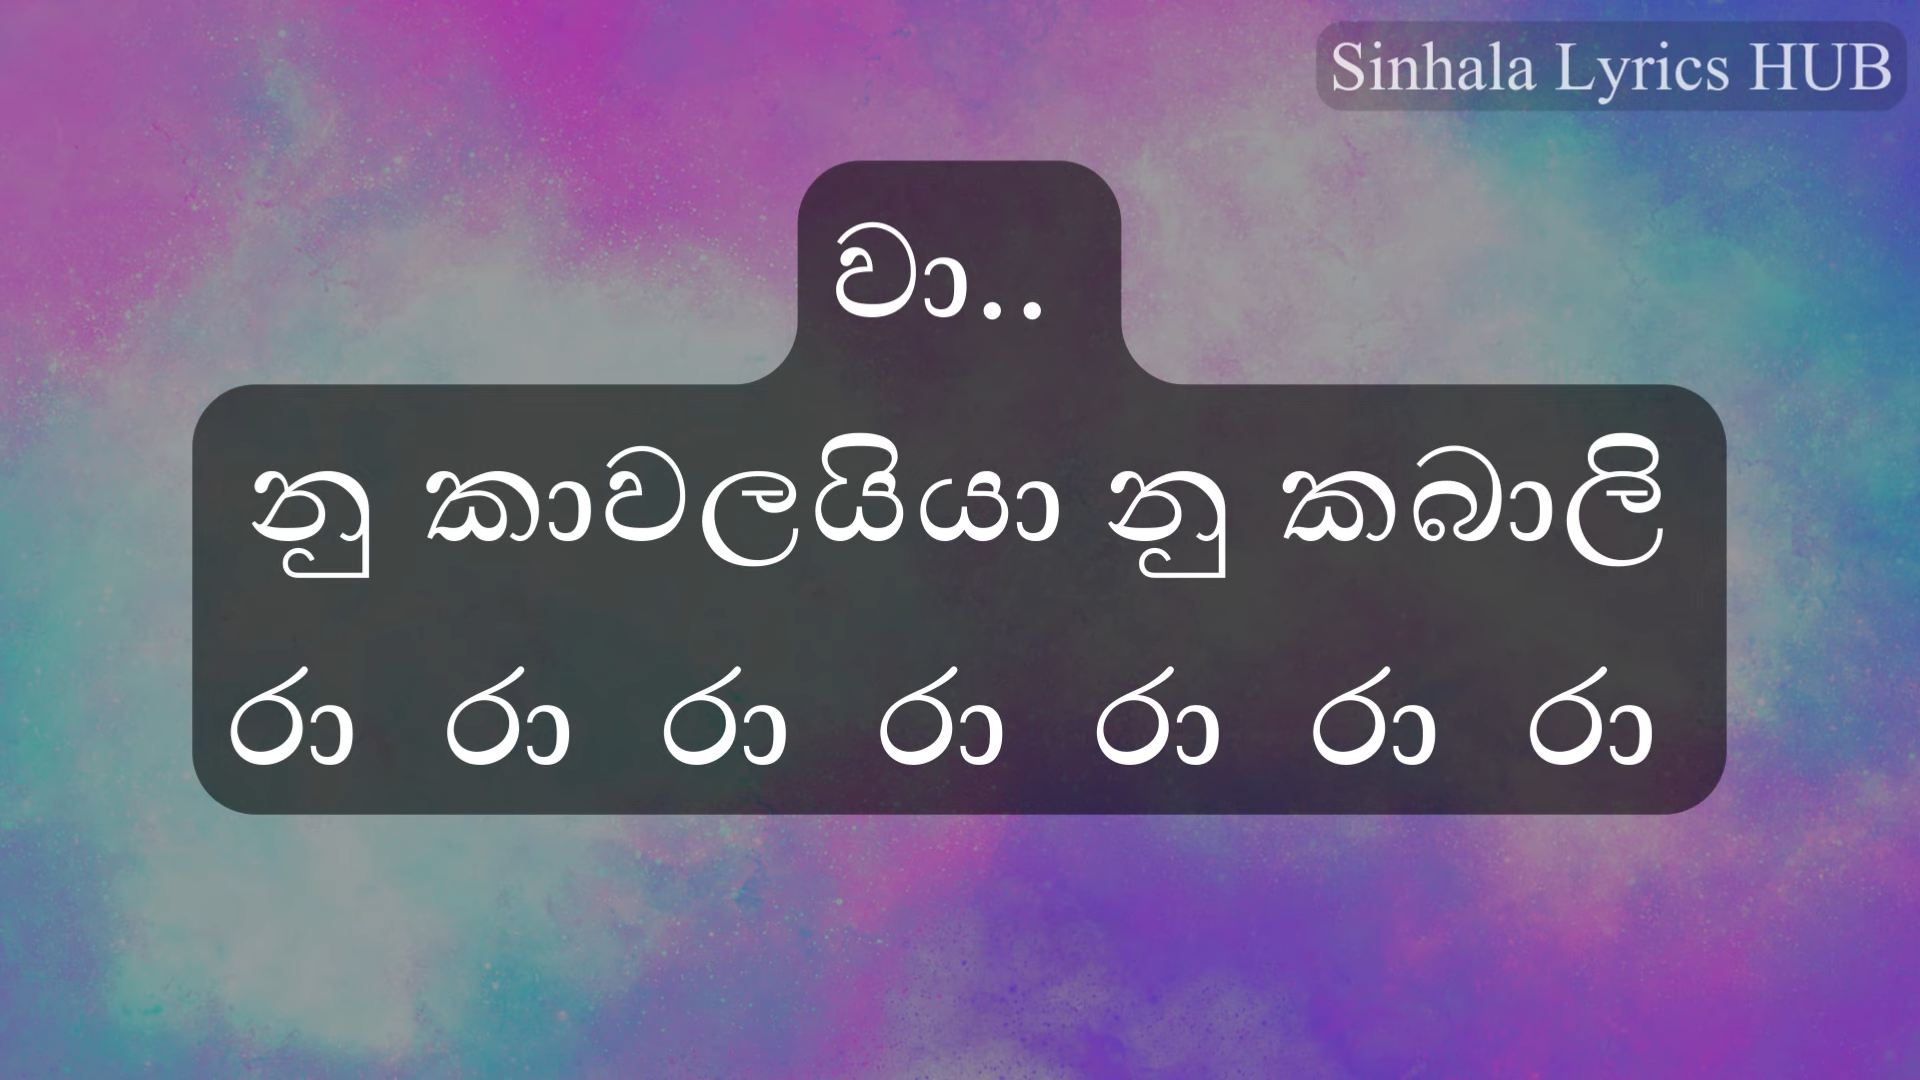 Sinhala Lyrics HUB
වා..
නු කාවලයියා නු කබාලි
රා රා රා රා රා රා රා